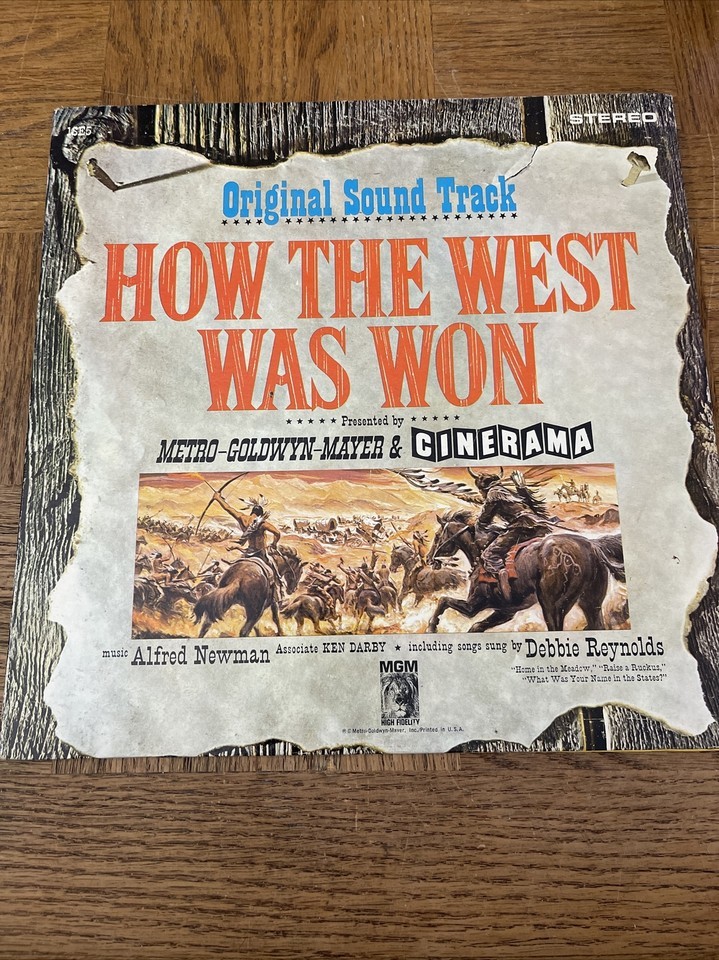 1SE5
STEREO
Original Sound Track
HOW THE WEST
WAS WON
★ ★ ★ ★ ★ Presented by ★ ★ ★ ★ ★
METRO-GOLDWYN-MAYER & CINERAMA
music Alfred Newman Associate KEN DARBY ★ including songs sung by Debbie Reynolds
"Home in the Meadow," "Raise a Ruckus,"
"What Was Your Name in the States?"
MGM
HIGH FIDELITY
℗ © Metro-Goldwyn-Mayer, Inc./Printed in U.S.A.